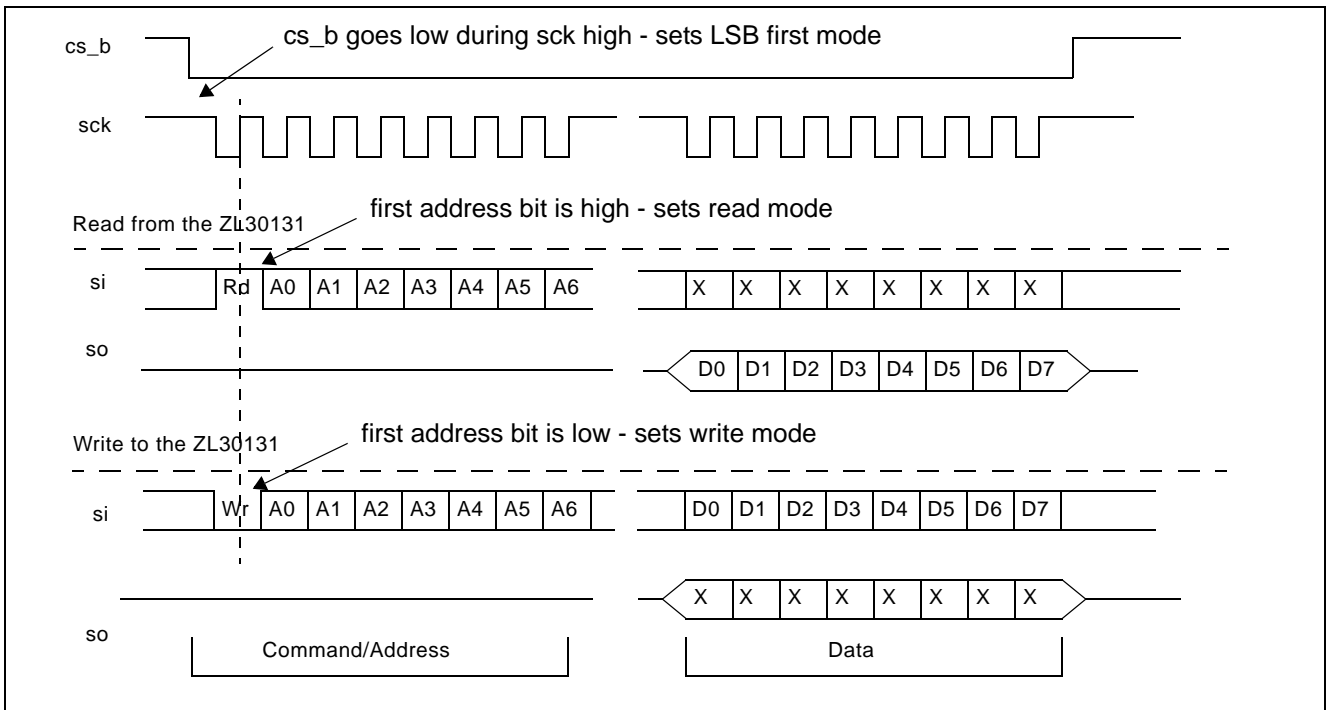 cs_b
cs_b goes low during sck high - sets LSB first mode
sck
first address bit is high - sets read mode
Read from the ZL30131
si
Rd A0 A1 A2 A3 A4 A5 A6 X X X X X X X X
so
D0 D1 D2 D3 D4 D5 D6 D7
first address bit is low - sets write mode
Write to the ZL30131
si
Wr A0 A1 A2 A3 A4 A5 A6 D0 D1 D2 D3 D4 D5 D6 D7
X X X X X X X X
so
Command/Address Data